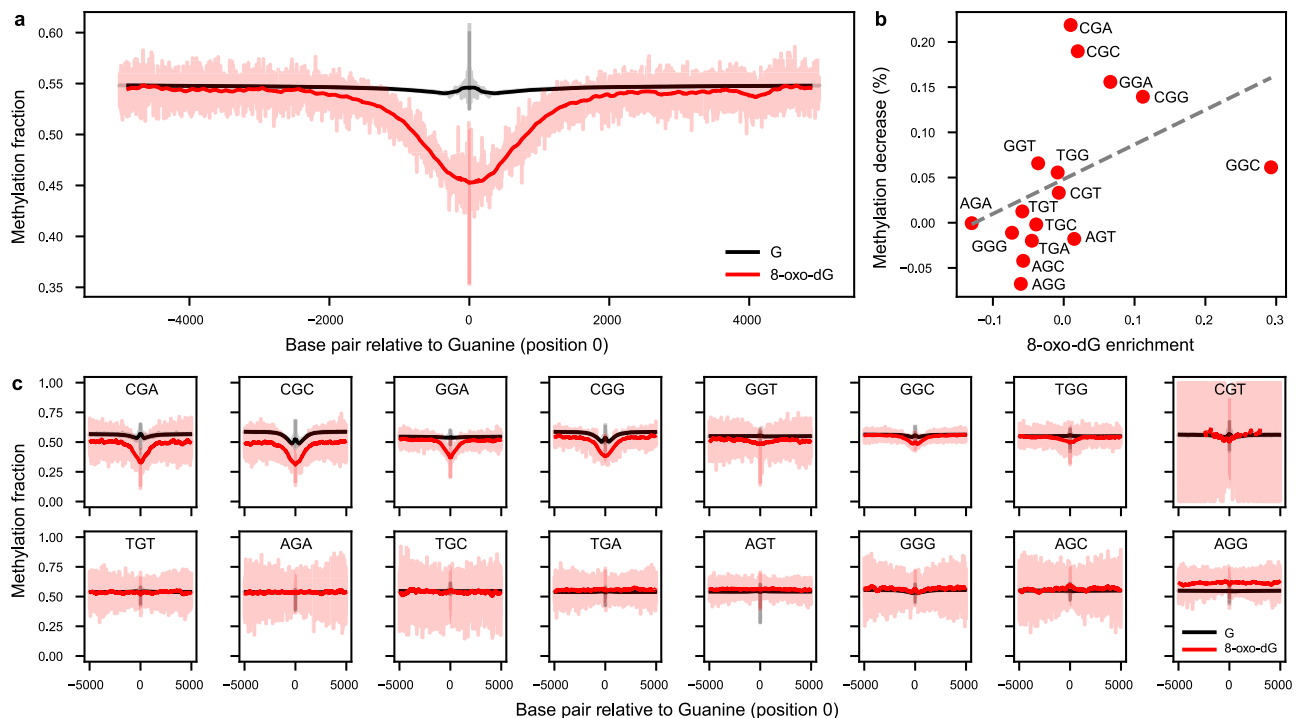 a
0.60
0.55
0.50
0.45
0.40
0.35
Methylation fraction
G
8-oxo-dG
−4000 −2000 0 2000 4000
Base pair relative to Guanine (position 0)
b
0.20
0.15
0.10
0.05
0.00
−0.05
Methylation decrease (%)
CGA
CGC
GGA
CGG
GGT
TGG
GGC
CGT
AGA
TGT
TGC
AGT
GGG
TGA
AGC
AGG
−0.1 0.0 0.1 0.2 0.3
8-oxo-dG enrichment
c
Methylation fraction
1.00
0.75
0.50
0.25
0.00
CGA CGC GGA CGG GGT GGC TGG CGT
1.00
0.75
0.50
0.25
0.00
TGT AGA TGC TGA AGT GGG AGC AGG
G
8-oxo-dG
−5000 0 5000 −5000 0 5000 −5000 0 5000 −5000 0 5000 −5000 0 5000 −5000 0 5000 −5000 0 5000 −5000 0 5000
Base pair relative to Guanine (position 0)